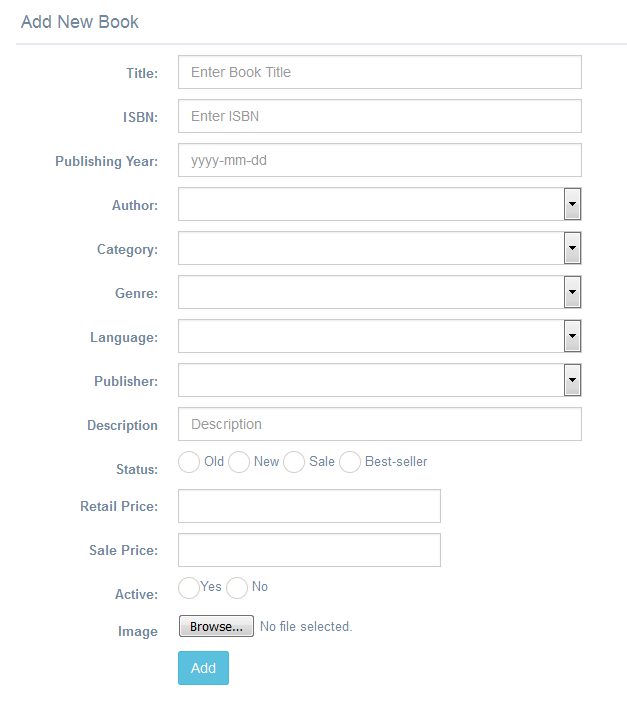 Add New Book
Title: Enter Book Title
ISBN: Enter ISBN
Publishing Year: yyyy-mm-dd
Author:
Category:
Genre:
Language:
Publisher:
Description Description
Status: Old New Sale Best-seller
Retail Price:
Sale Price:
Active: Yes No
Image Browse... No file selected.
Add